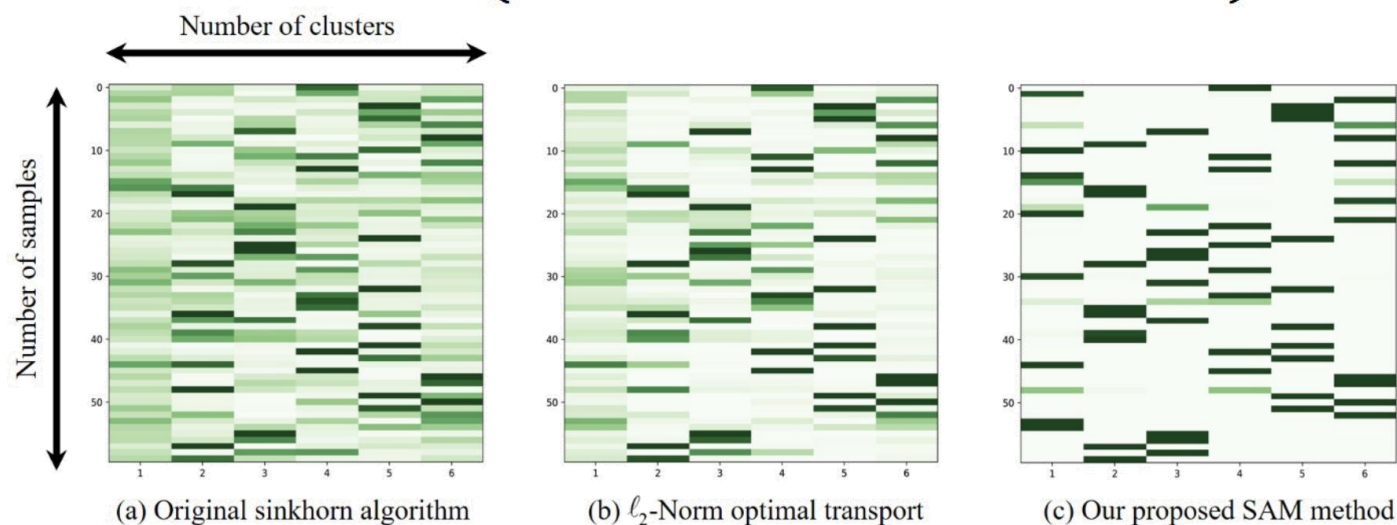 Number of clusters
Number of samples
0
10
20
30
40
50
1 2 3 4 5 6
0
10
20
30
40
50
1 2 3 4 5 6
0
10
20
30
40
50
1 2 3 4 5 6
(a) Original sinkhorn algorithm
(b) ℓ₂-Norm optimal transport
(c) Our proposed SAM method